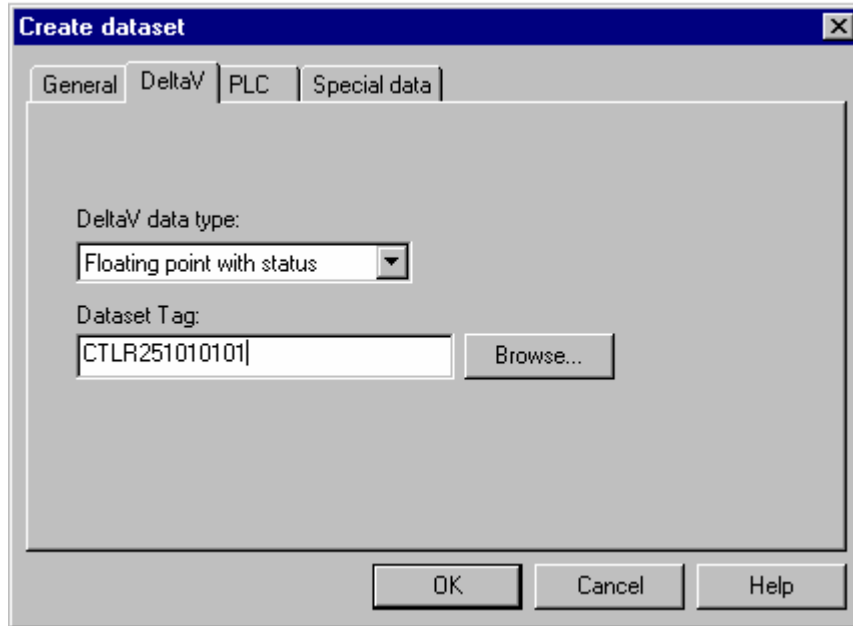 Create dataset
General DeltaV PLC Special data
DeltaV data type:
Floating point with status
Dataset Tag:
CTLR251010101
Browse...
OK Cancel Help